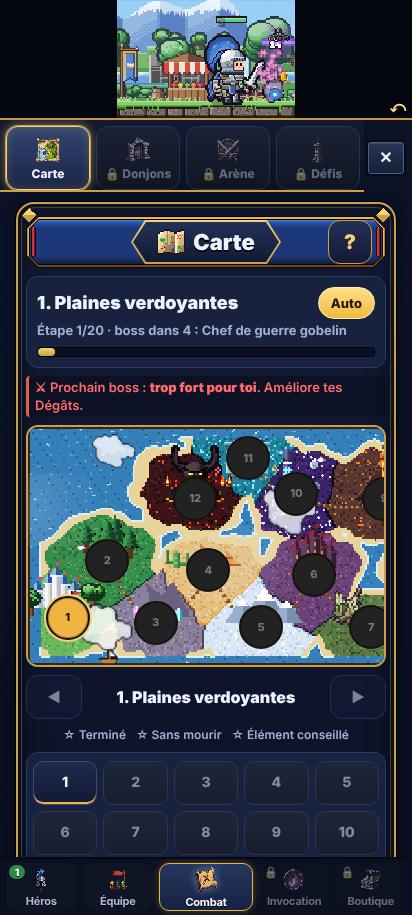 Carte
Donjons
Arène
Défis
×
Carte
?
1. Plaines verdoyantes
Auto
Étape 1/20 · boss dans 4 : Chef de guerre gobelin
Prochain boss : trop fort pour toi. Améliore tes
Dégâts.
11
12
10
9
2
4
6
1
3
5
7
1. Plaines verdoyantes
☆ Terminé ☆ Sans mourir ☆ Élément conseillé
1 2 3 4 5
6 7 8 9 10
1
Héros
Équipe
Combat
Invocation
Boutique